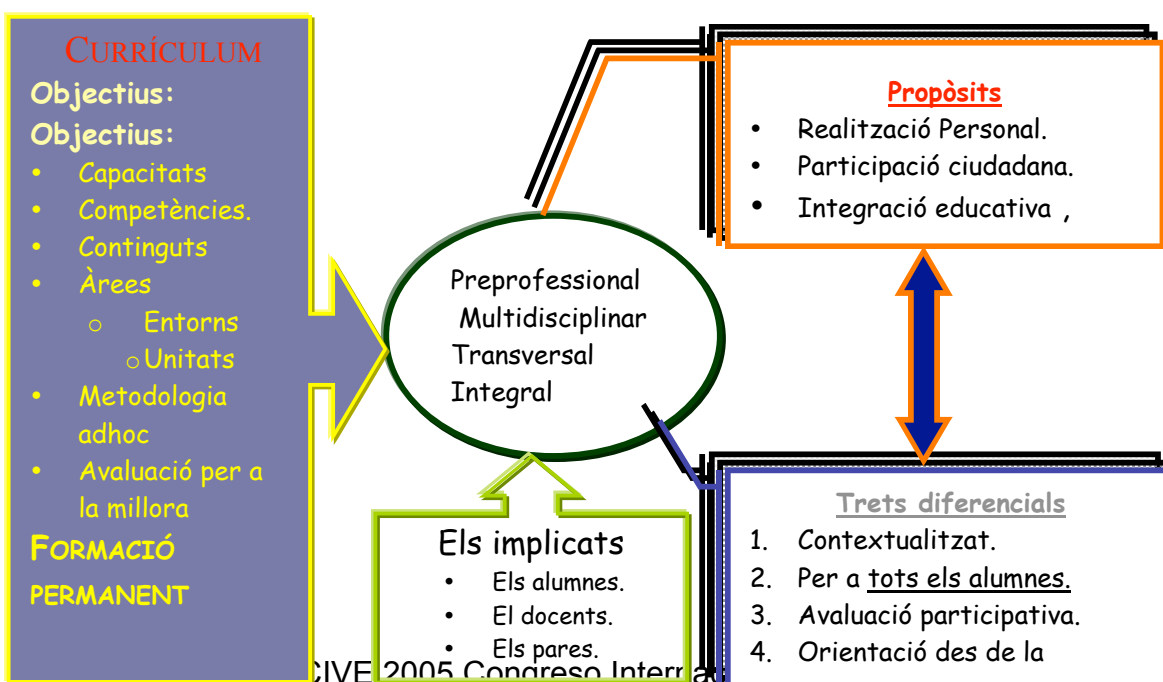 CURRÍCULUM
Objectius:
Objectius:
• Capacitats
• Competències.
• Continguts
• Àrees
o Entorns
o Unitats
• Metodologia
adhoc
• Avaluació per a
la millora
FORMACIÓ
PERMANENT
Preprofessional
Multidisciplinar
Transversal
Integral
Els implicats
• Els alumnes.
• El docents.
• Els pares.
Propòsits
• Realització Personal.
• Participació ciudadana.
• Integració educativa ,
Trets diferencials
1. Contextualitzat.
2. Per a tots els alumnes.
3. Avaluació participativa.
4. Orientació des de la
CIVE 2005 Congreso